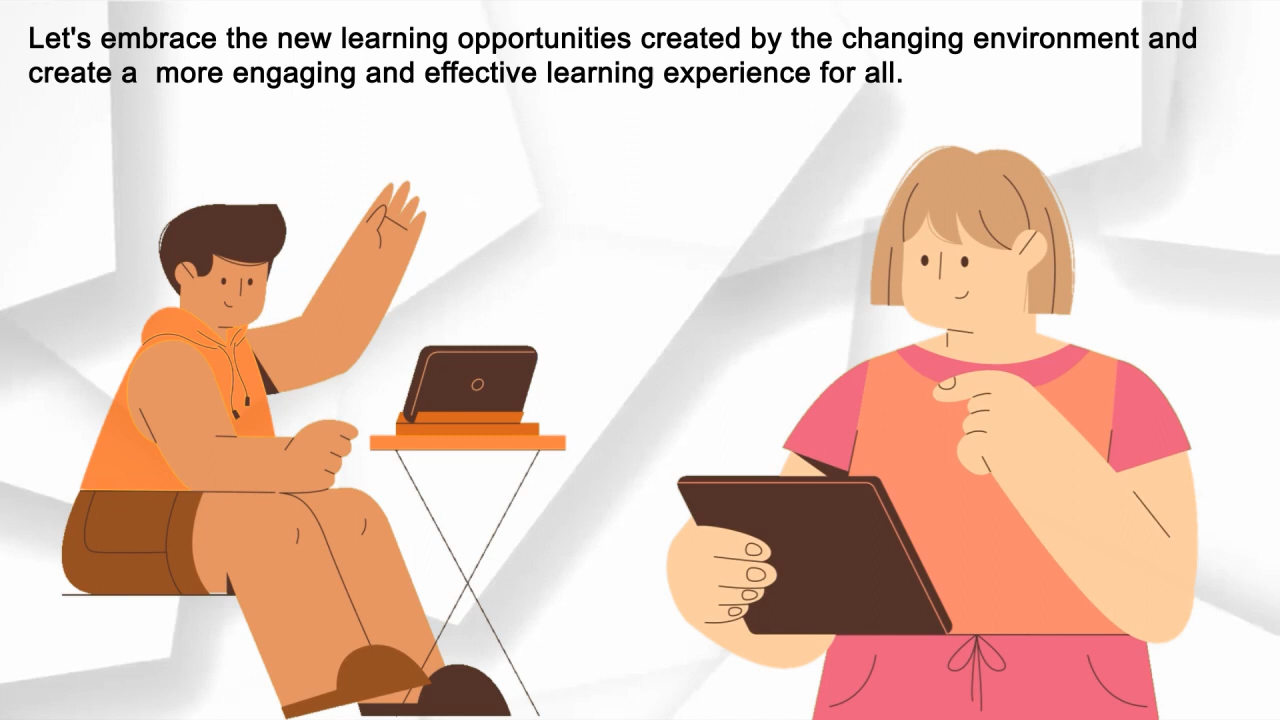 Let's embrace the new learning opportunities created by the changing environment and
create a  more engaging and effective learning experience for all.